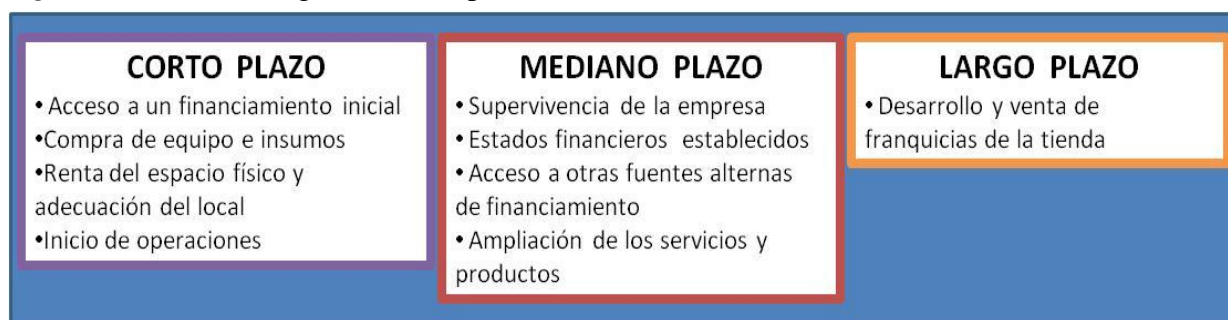 CORTO PLAZO
• Acceso a un financiamiento inicial
•Compra de equipo e insumos
•Renta del espacio físico y
adecuación del local
•Inicio de operaciones
MEDIANO PLAZO
• Supervivencia de la empresa
• Estados financieros establecidos
• Acceso a otras fuentes alternas
de financiamiento
• Ampliación de los servicios y
productos
LARGO PLAZO
• Desarrollo y venta de
franquicias de la tienda